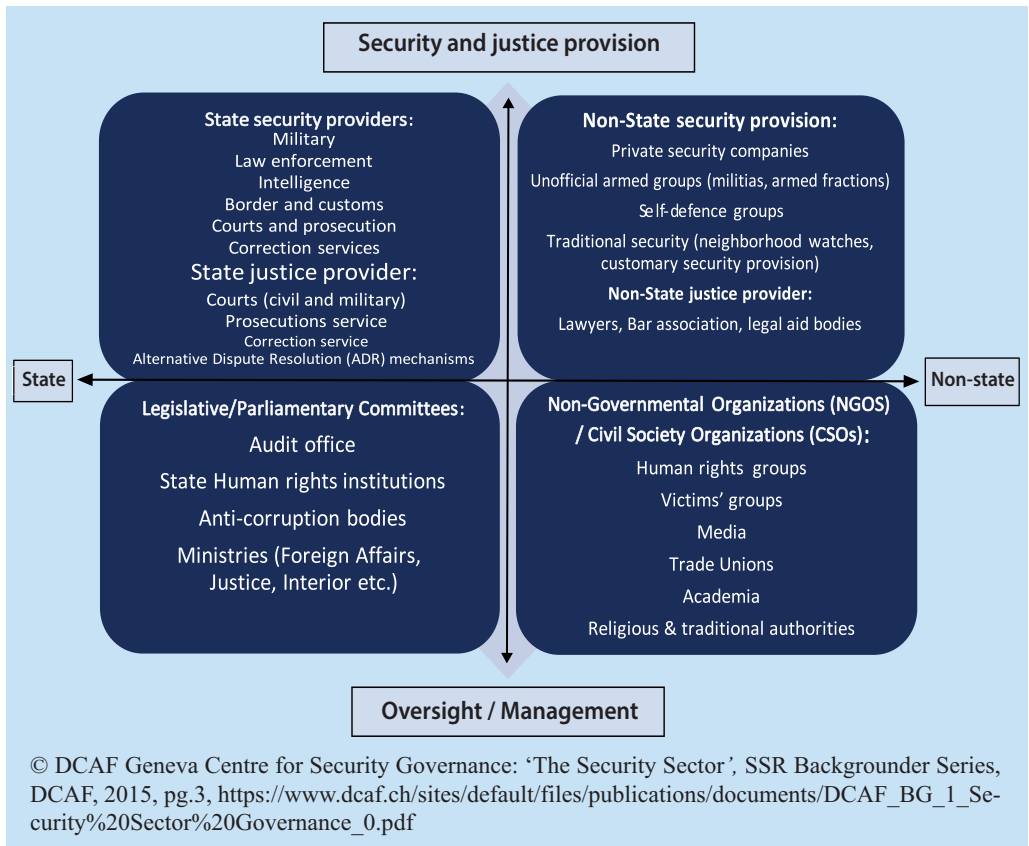 Security and justice provision
State security providers:
Military
Law enforcement
Intelligence
Border and customs
Courts and prosecution
Correction services
State justice provider:
Courts (civil and military)
Prosecutions service
Correction service
Alternative Dispute Resolution (ADR) mechanisms
Non-State security provision:
Private security companies
Unofficial armed groups (militias, armed fractions)
Self-defence groups
Traditional security (neighborhood watches,
customary security provision)
Non-State justice provider:
Lawyers, Bar association, legal aid bodies
State
Non-state
Legislative/Parliamentary Committees:
Audit office
State Human rights institutions
Anti-corruption bodies
Ministries (Foreign Affairs,
Justice, Interior etc.)
Non-Governmental Organizations (NGOS)
/ Civil Society Organizations (CSOs):
Human rights groups
Victims’ groups
Media
Trade Unions
Academia
Religious & traditional authorities
Oversight / Management
© DCAF Geneva Centre for Security Governance: ‘The Security Sector’, SSR Backgrounder Series,
DCAF, 2015, pg.3, https://www.dcaf.ch/sites/default/files/publications/documents/DCAF_BG_1_Se-
curity%20Sector%20Governance_0.pdf